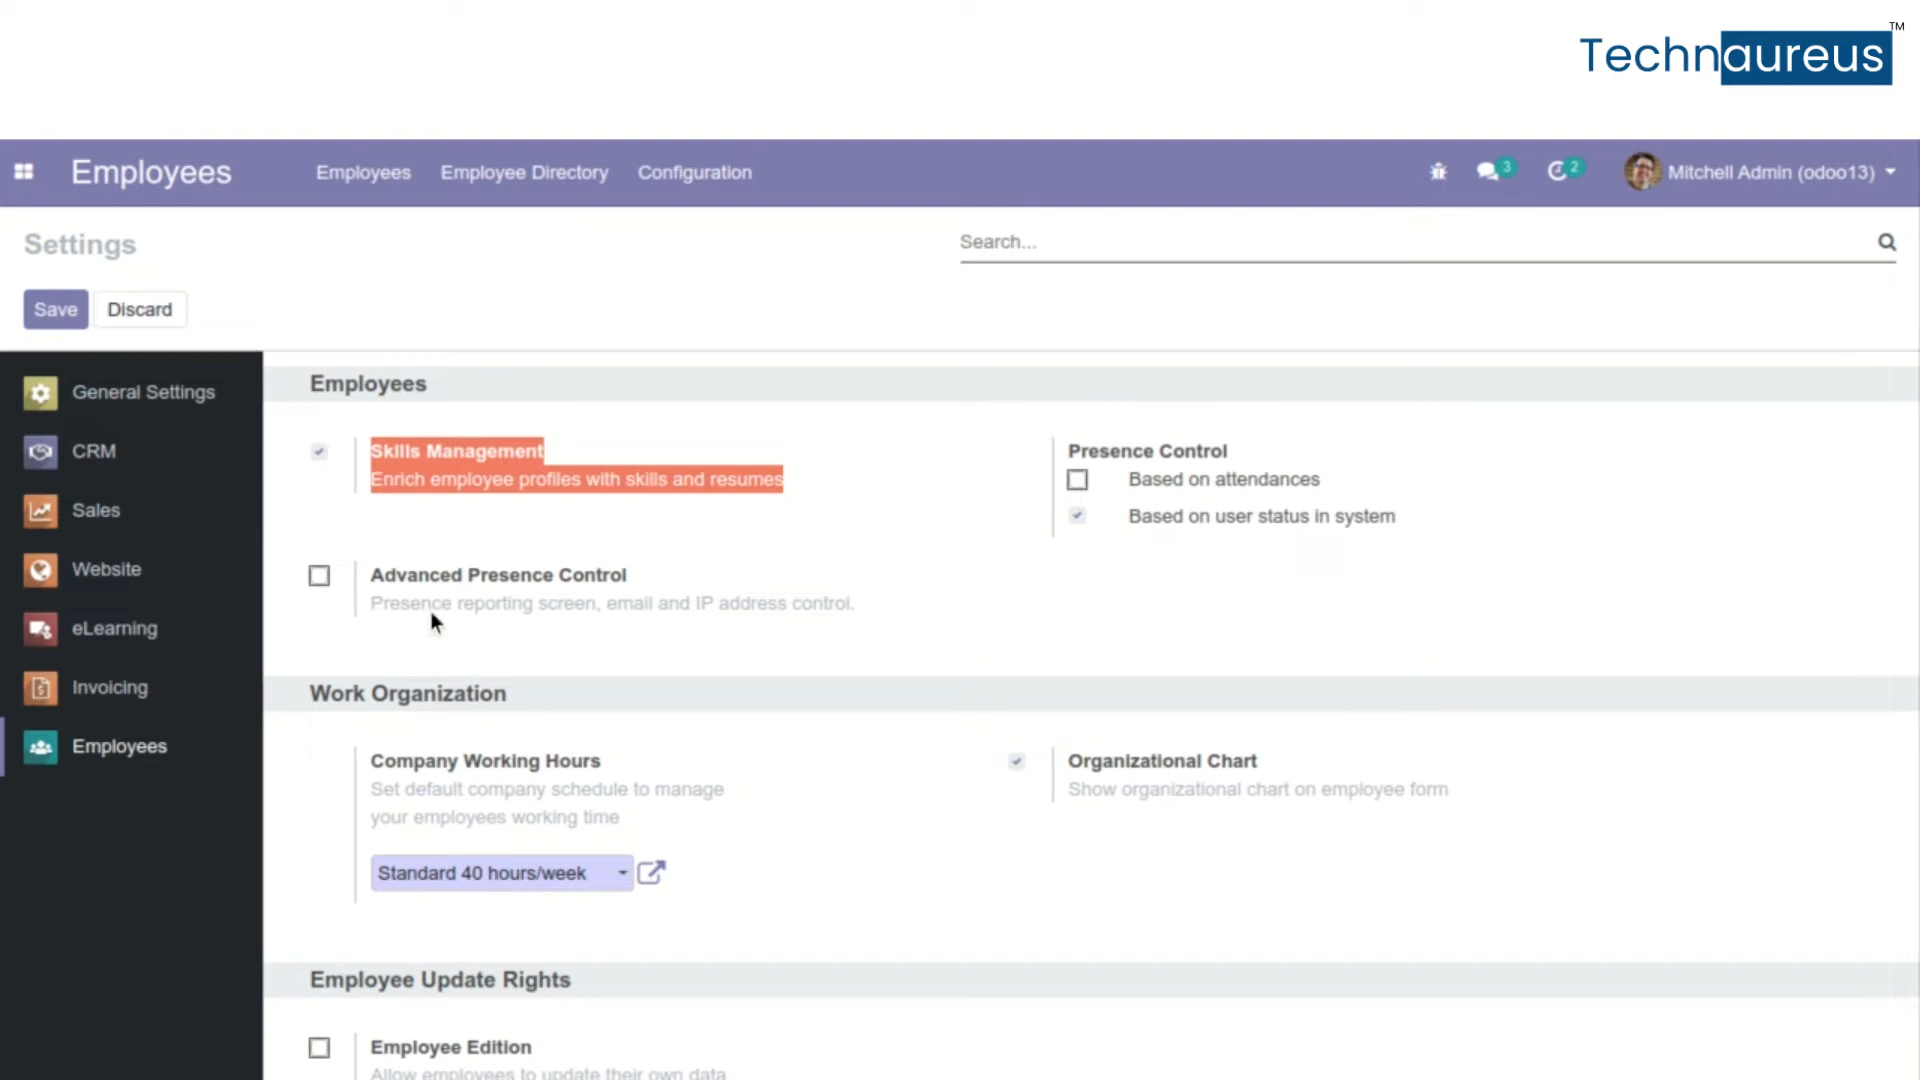 Technaureus TM
Employees Employees Employee Directory Configuration 3 2 Mitchell Admin (odoo13)
Settings
Search...
Save Discard
General Settings
CRM
Sales
Website
eLearning
Invoicing
Employees
Employees
Skills Management
Enrich employee profiles with skills and resumes
Presence Control
Based on attendances
Based on user status in system
Advanced Presence Control
Presence reporting screen, email and IP address control.
Work Organization
Company Working Hours
Set default company schedule to manage
your employees working time
Standard 40 hours/week
Organizational Chart
Show organizational chart on employee form
Employee Update Rights
Employee Edition
Allow employees to update their own data